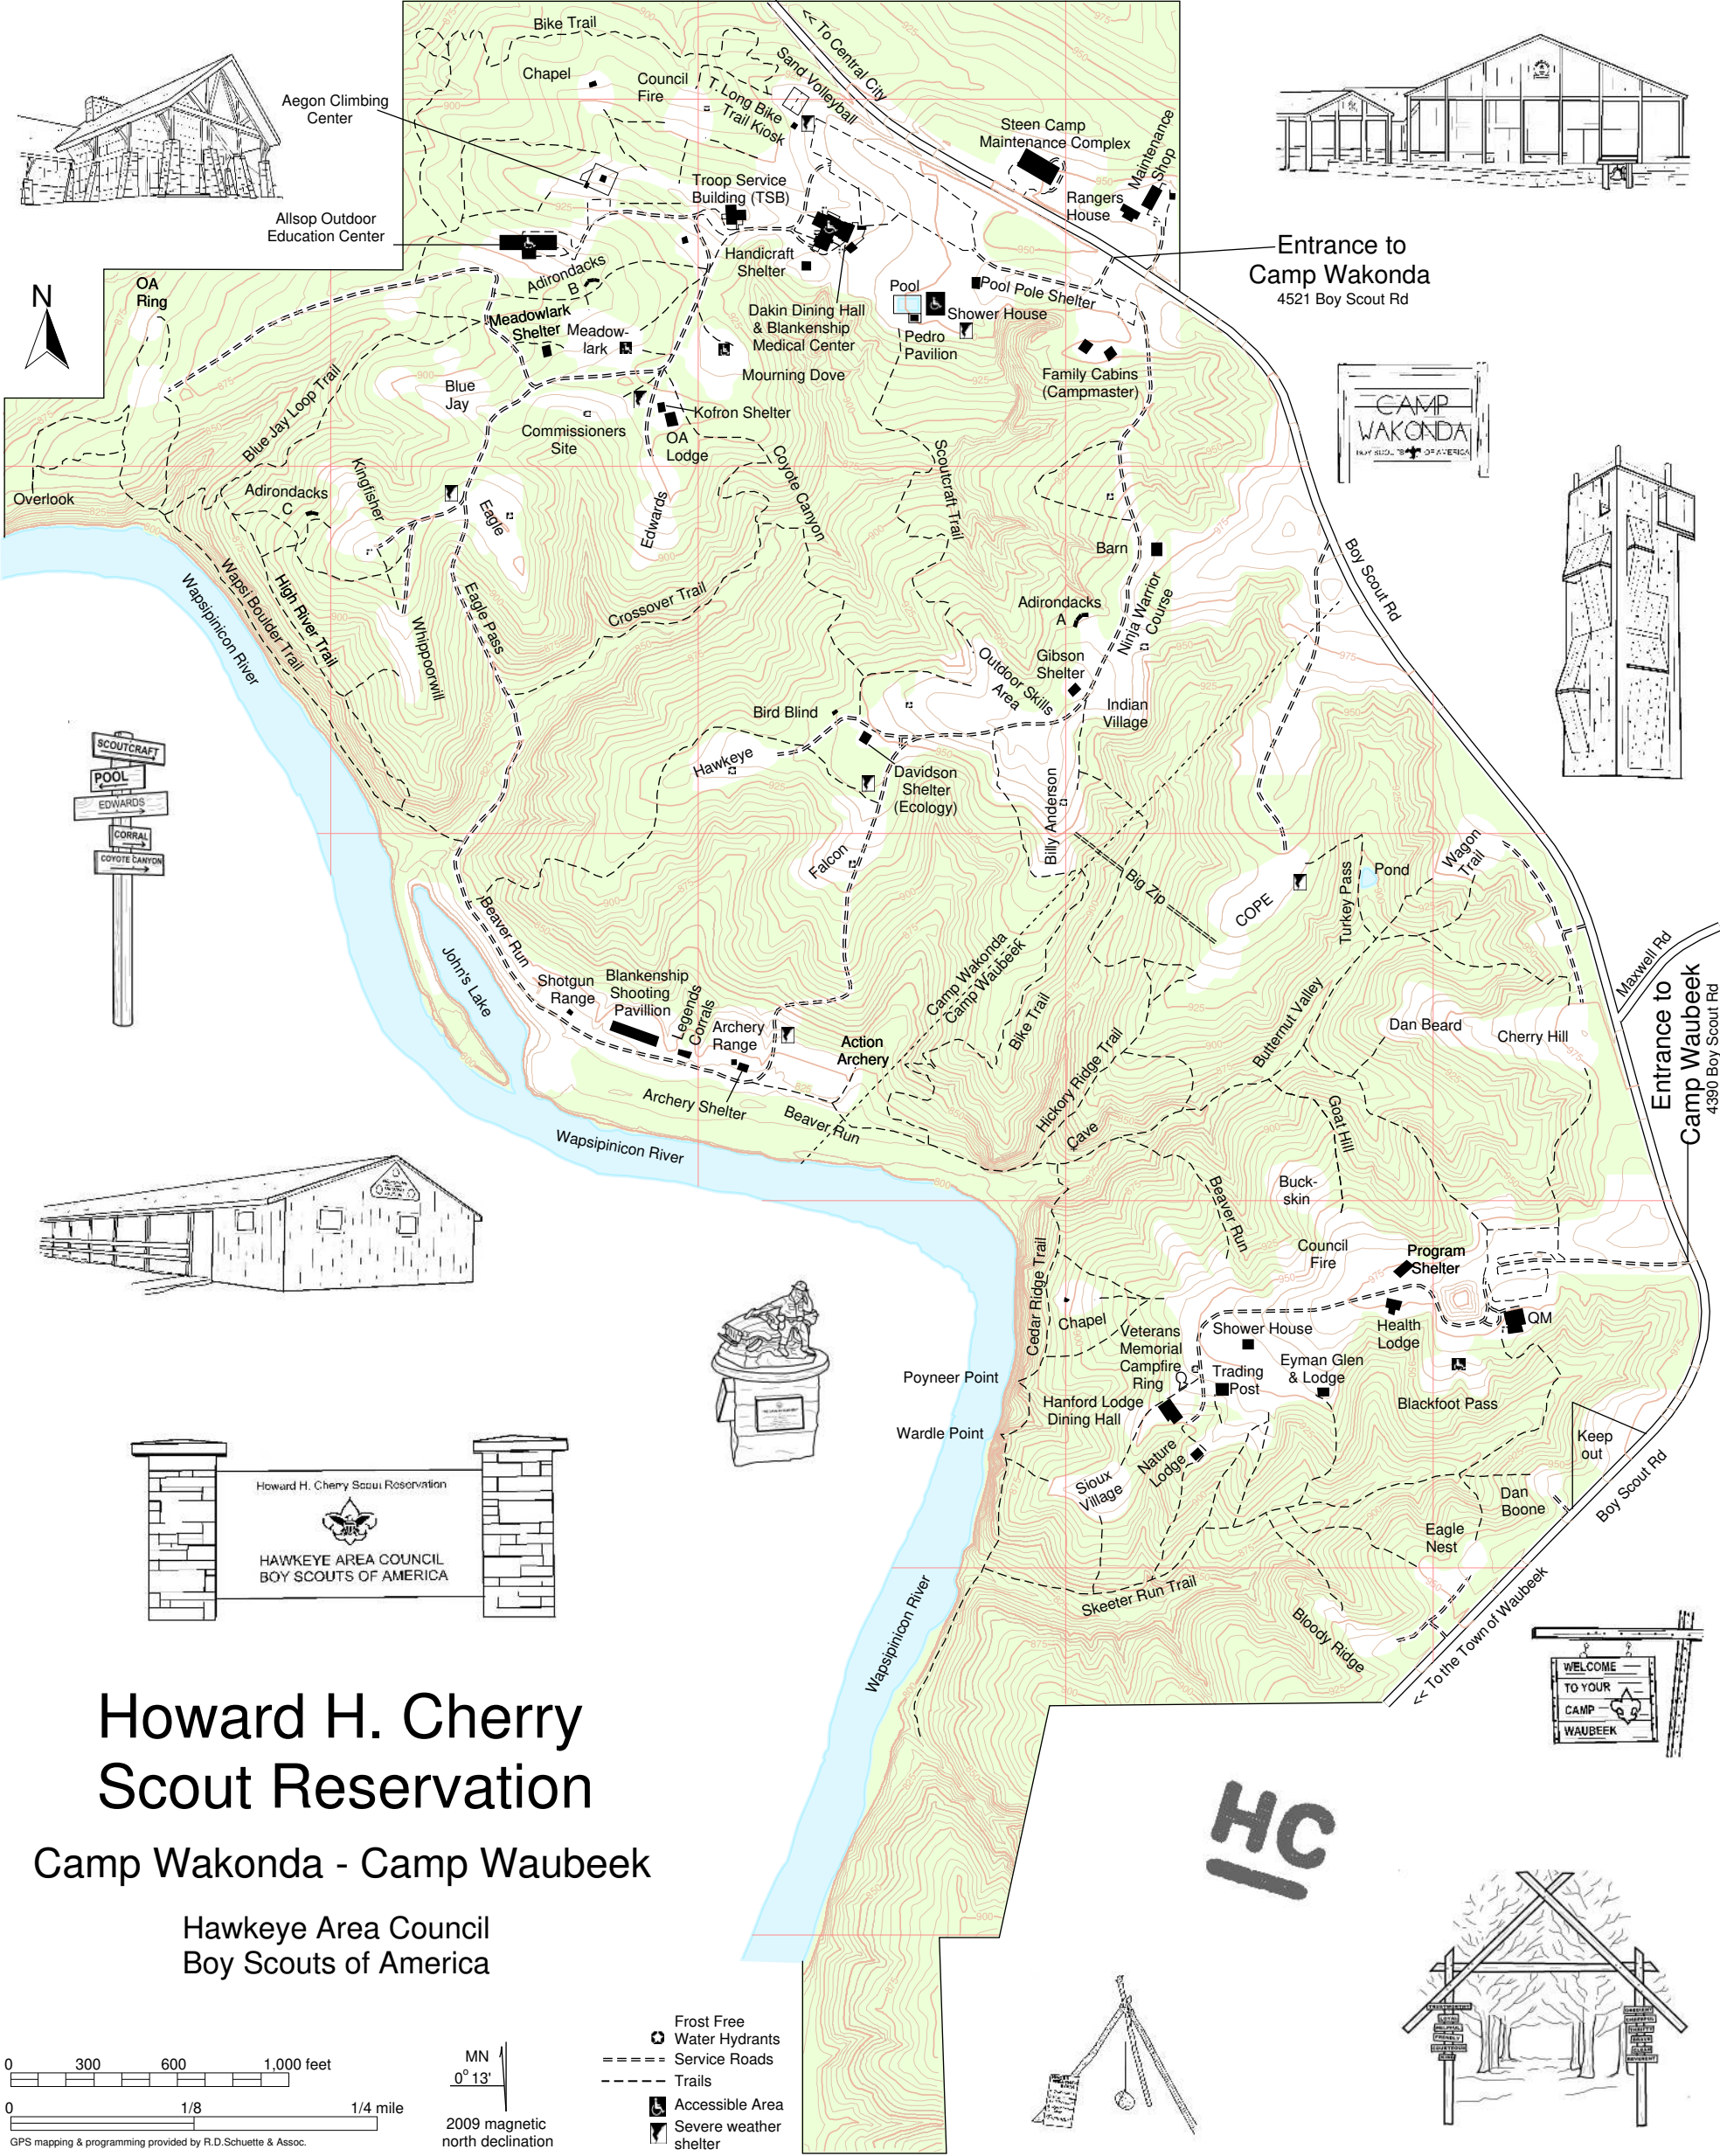 Bike Trail
<< To Central City
Sand Volleyball
Chapel
Council
Fire
T. Long Bike
Trail Kiosk
Aegon Climbing
Center
Steen Camp
Maintenance Complex
Maintenance
Shop
Rangers
House
Troop Service
Building (TSB)
Allsop Outdoor
Education Center
Handicraft
Shelter
Entrance to
Camp Wakonda
4521 Boy Scout Rd
N
OA
Ring
Adirondacks
B
Pool
Pool Pole Shelter
Shower House
Pedro
Pavilion
Dakin Dining Hall
& Blankenship
Medical Center
Meadowlark
Shelter
Meadow-
lark
Mourning Dove
Family Cabins
(Campmaster)
Blue
Jay
Blue Jay Loop Trail
Kofron Shelter
Commissioners
Site
OA
Lodge
CAMP
WAKONDA
BOY SCOUTS OF AMERICA
Overlook
Adirondacks
C
Kingfisher
Eagle
Edwards
Coyote Canyon
Scoutcraft Trail
Barn
Boy Scout Rd
Wapsipinicon River
Wapsi Boulder Trail
High River Trail
Whippoorwill
Eagle Pass
Crossover Trail
Adirondacks
A
Ninja Warrior
Course
Gibson
Shelter
Outdoor Skills
Area
Indian
Village
Bird Blind
Hawkeye
Davidson
Shelter
(Ecology)
Billy Anderson
Falcon
Big Zip
COPE
Turkey Pass
Pond
Wagon
Trail
SCOUTCRAFT
POOL
EDWARDS
CORRAL
COYOTE CANYON
Beaver Run
John's Lake
Shotgun
Range
Blankenship
Shooting
Pavillion
Legends
Corrals
Archery
Range
Action
Archery
Archery Shelter
Beaver Run
Camp Wakonda
Camp Waubeek
Bike Trail
Hickory Ridge Trail
Cave
Butternut Valley
Dan Beard
Cherry Hill
Maxwell Rd
Entrance to
Camp Waubeek
4390 Boy Scout Rd
Wapsipinicon River
Goat Hill
Buck-
skin
Beaver Run
Council
Fire
Program
Shelter
Cedar Ridge Trail
Chapel
Veterans
Memorial
Campfire
Ring
Shower House
Health
Lodge
QM
Trading
Post
Eyman Glen
& Lodge
Poyneer Point
Hanford Lodge
Dining Hall
Blackfoot Pass
Wardle Point
Keep
out
Nature
Lodge
Sioux
Village
Dan
Boone
Boy Scout Rd
Eagle
Nest
Skeeter Run Trail
Bloody Ridge
<< To the Town of Waubeek
Wapsipinicon River
Howard H. Cherry Scout Reservation
HAWKEYE AREA COUNCIL
BOY SCOUTS OF AMERICA
WELCOME
TO YOUR
CAMP
WAUBEEK
Howard H. Cherry
Scout Reservation
Camp Wakonda - Camp Waubeek
Hawkeye Area Council
Boy Scouts of America
HC
0 300 600 1,000 feet
0 1/8 1/4 mile
GPS mapping & programming provided by R.D.Schuette & Assoc.
MN
0° 13'
2009 magnetic
north declination
Frost Free
Water Hydrants
Service Roads
Trails
Accessible Area
Severe weather
shelter